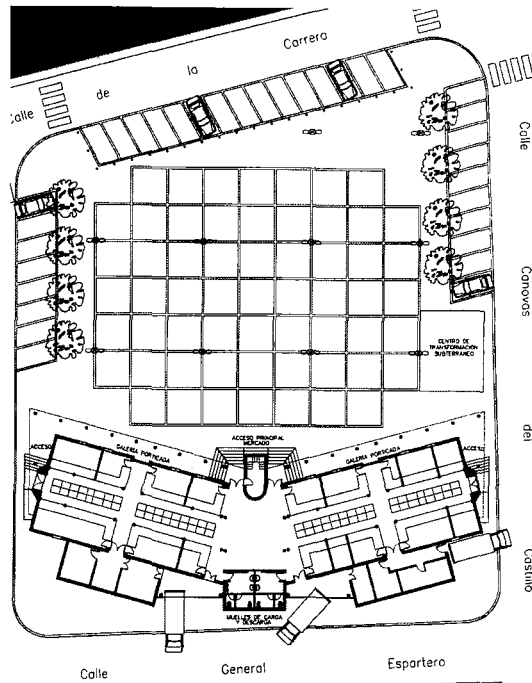 Calle de la Carrera
Calle Canovas del Castillo
CENTRO DE
TRANSFORMACIÓN
SUBTERRANEO
ACCESO PRINCIPAL
MERCADO
ACCESO
GALERIA PORTICADA
GALERIA PORTICADA
ACCESO
MUELLES DE CARGA
Y DESCARGA
Calle General Espartero